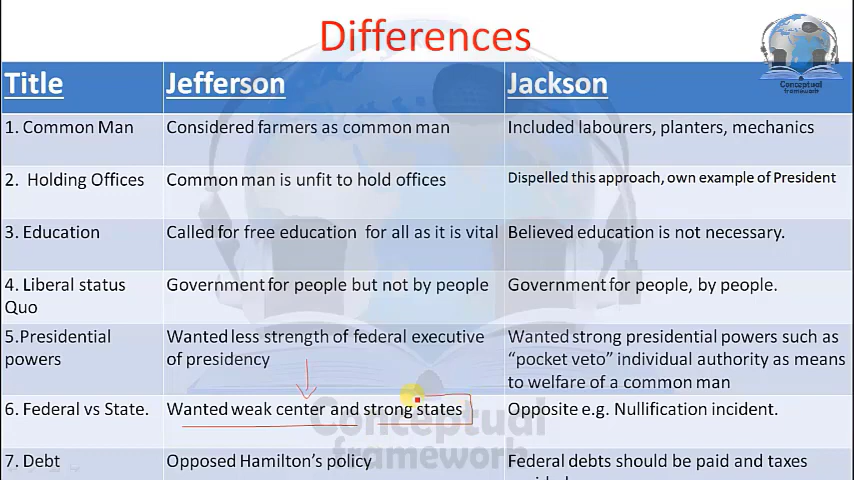 Differences
Conceptual
framework
Title Jefferson Jackson
1. Common Man Considered farmers as common man Included labourers, planters, mechanics
2. Holding Offices Common man is unfit to hold offices Dispelled this approach, own example of President
3. Education Called for free education for all as it is vital Believed education is not necessary.
4. Liberal status Government for people but not by people Government for people, by people.
Quo
5.Presidential Wanted less strength of federal executive Wanted strong presidential powers such as
powers of presidency “pocket veto” individual authority as means
to welfare of a common man
6. Federal vs State. Wanted weak center and strong states Opposite e.g. Nullification incident.
Conceptual
framework
7. Debt Opposed Hamilton’s policy Federal debts should be paid and taxes